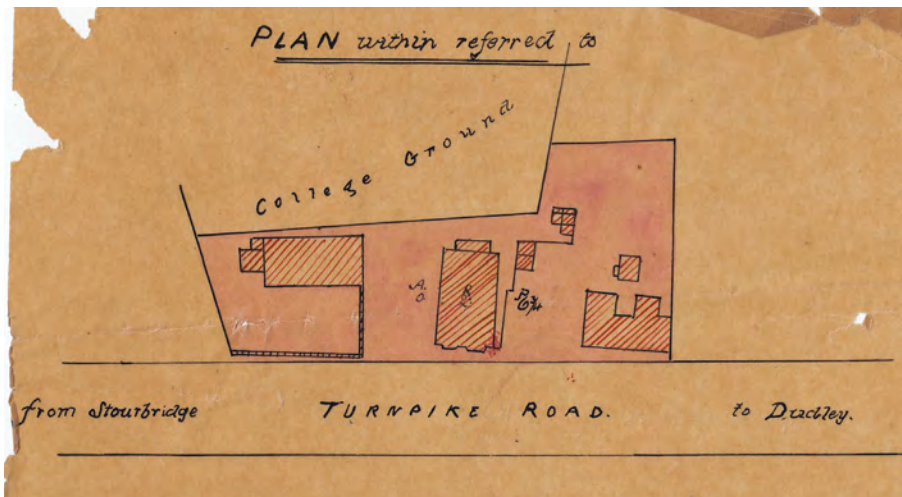 PLAN within referred to
College Ground
A.
from Stourbridge TURNPIKE ROAD. to Dudley.